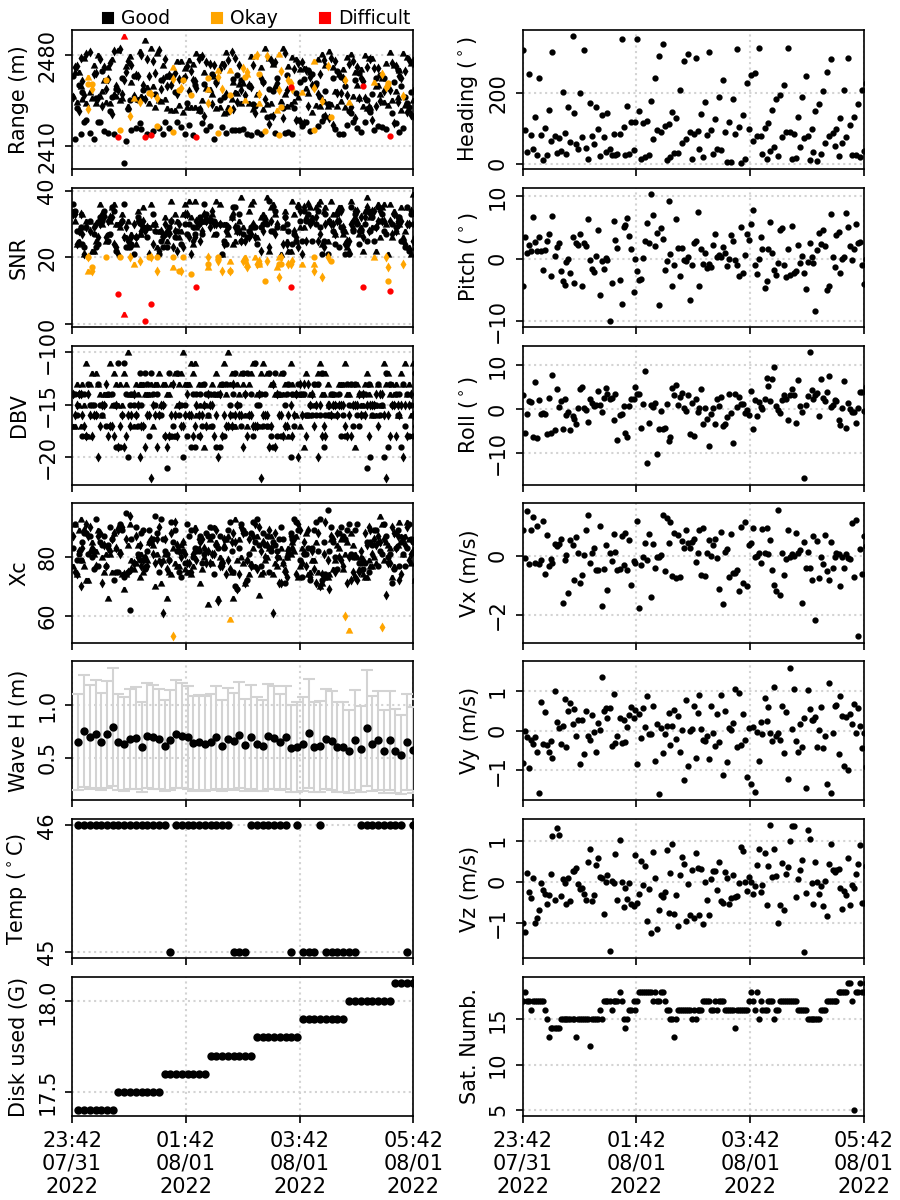 Good Okay Difficult
Range (m)
2480
2410
Heading (°)
200
0
SNR
40
20
00
Pitch (°)
10
0
−10
DBV
−10
−15
−20
Roll (°)
10
0
−10
Xc
80
60
Vx (m/s)
0
−2
Wave H (m)
1.0
0.5
Vy (m/s)
1
0
−1
Temp (°C)
46
45
Vz (m/s)
1
0
−1
Disk used (G)
18.0
17.5
Sat. Numb.
15
10
5
23:42 01:42 03:42 05:42 23:42 01:42 03:42 05:42
07/31 08/01 08/01 08/01 07/31 08/01 08/01 08/01
2022 2022 2022 2022 2022 2022 2022 2022